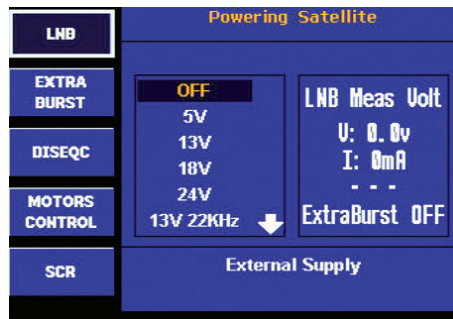 Powering Satellite
LNB
EXTRA
BURST
DISEQC
MOTORS
CONTROL
SCR
OFF
5V
13V
18V
24V
13V 22KHz
LNB Meas Volt
V: 0.0v
I: 0mA
- - -
ExtraBurst OFF
External Supply